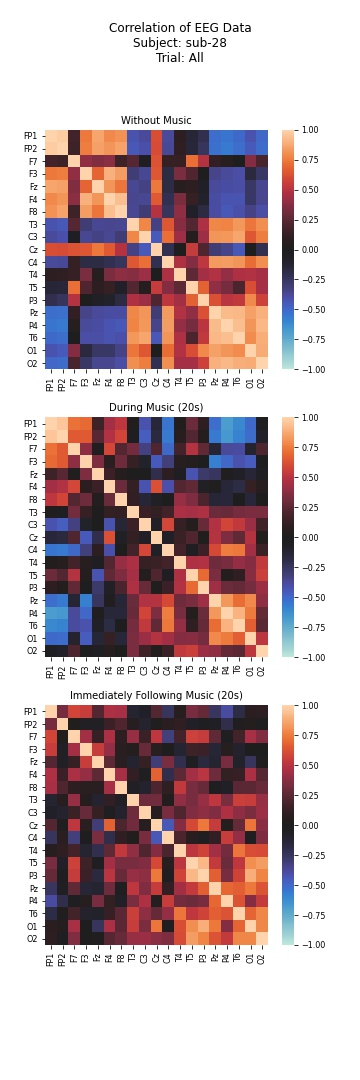 Correlation of EEG Data
Subject: sub-28
Trial: All
Without Music
FP1
FP2
F7
F3
Fz
F4
F8
T3
C3
Cz
C4
T4
T5
P3
Pz
P4
T6
O1
O2
FP1 FP2 F7 F3 Fz F4 F8 T3 C3 Cz C4 T4 T5 P3 Pz P4 T6 O1 O2
1.00
0.75
0.50
0.25
0.00
−0.25
−0.50
−0.75
−1.00
During Music (20s)
FP1
FP2
F7
F3
Fz
F4
F8
T3
C3
Cz
C4
T4
T5
P3
Pz
P4
T6
O1
O2
FP1 FP2 F7 F3 Fz F4 F8 T3 C3 Cz C4 T4 T5 P3 Pz P4 T6 O1 O2
1.00
0.75
0.50
0.25
0.00
−0.25
−0.50
−0.75
−1.00
Immediately Following Music (20s)
FP1
FP2
F7
F3
Fz
F4
F8
T3
C3
Cz
C4
T4
T5
P3
Pz
P4
T6
O1
O2
FP1 FP2 F7 F3 Fz F4 F8 T3 C3 Cz C4 T4 T5 P3 Pz P4 T6 O1 O2
1.00
0.75
0.50
0.25
0.00
−0.25
−0.50
−0.75
−1.00